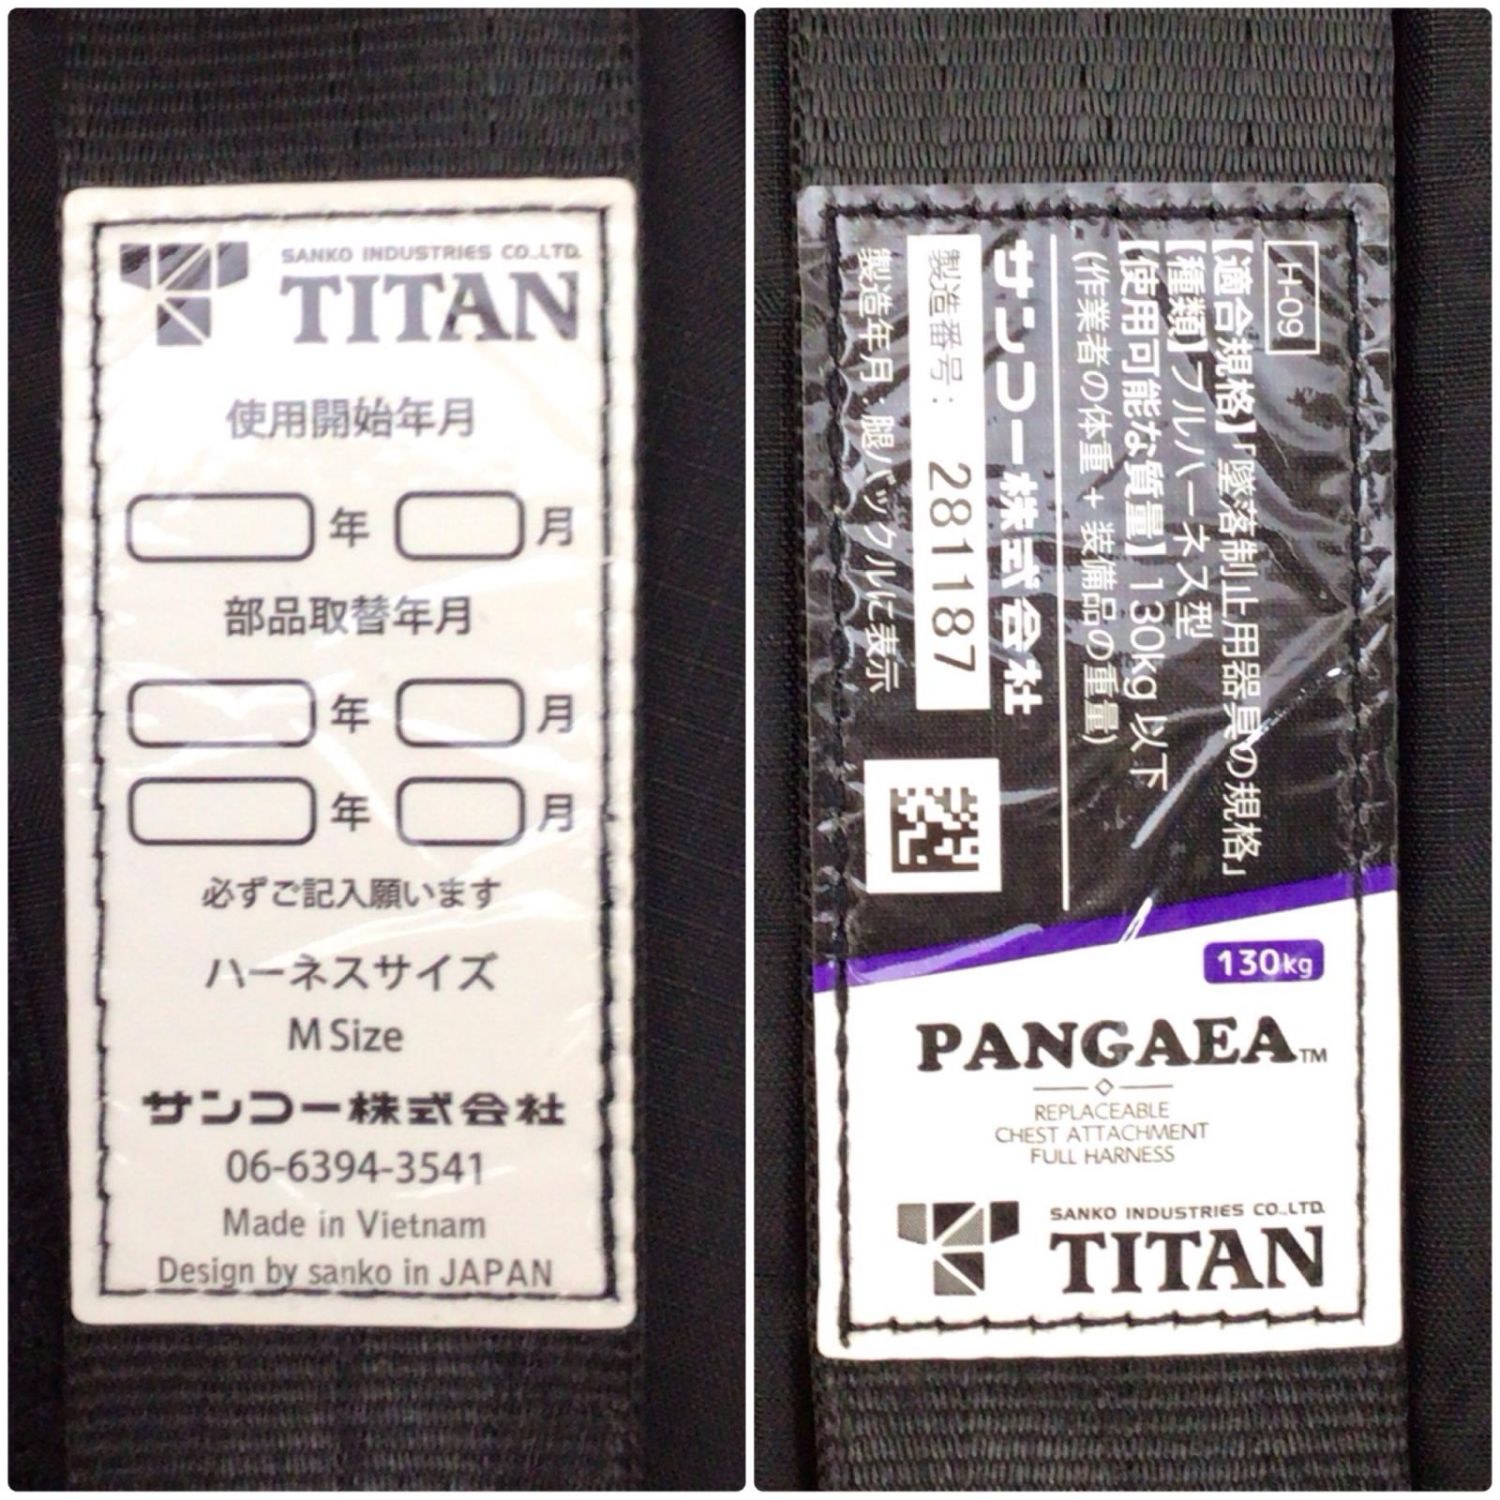 SANKO INDUSTRIES CO.,LTD.
TITAN
使用開始年月
年 月
部品取替年月
年 月
年 月
必ずご記入願います
ハーネスサイズ
M Size
サンコー株式会社
06-6394-3541
Made in Vietnam
Design by sanko in JAPAN
H-09
【適合規格】「墜落制止用器具の規格」
【種類】フルハーネス型
【使用可能な質量】130kg 以下
(作業者の体重 + 装備品の重量)
サンコー株式会社
製造番号: 281187
製造年月:腿バックルに表示
130kg
PANGAEA™
REPLACEABLE
CHEST ATTACHMENT
FULL HARNESS
SANKO INDUSTRIES CO.,LTD.
TITAN